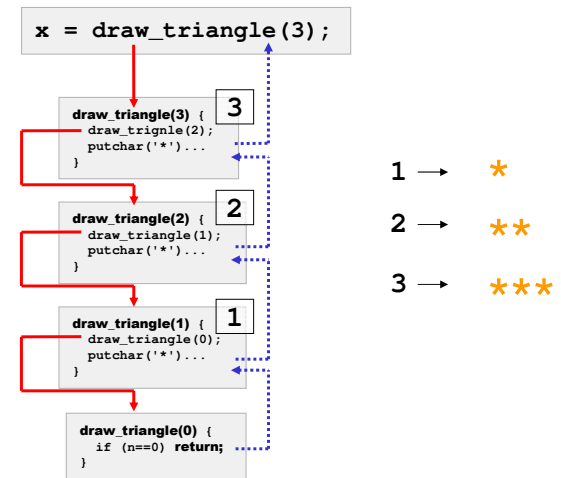 x = draw_triangle(3);
3
draw_triangle(3) {
draw_trignle(2);
putchar('*')...
}
2
draw_triangle(2) {
draw_triangle(1);
putchar('*')...
}
1
draw_triangle(1) {
draw_triangle(0);
putchar('*')...
}
draw_triangle(0) {
if (n==0) return;
}
1 → *
2 → **
3 → ***